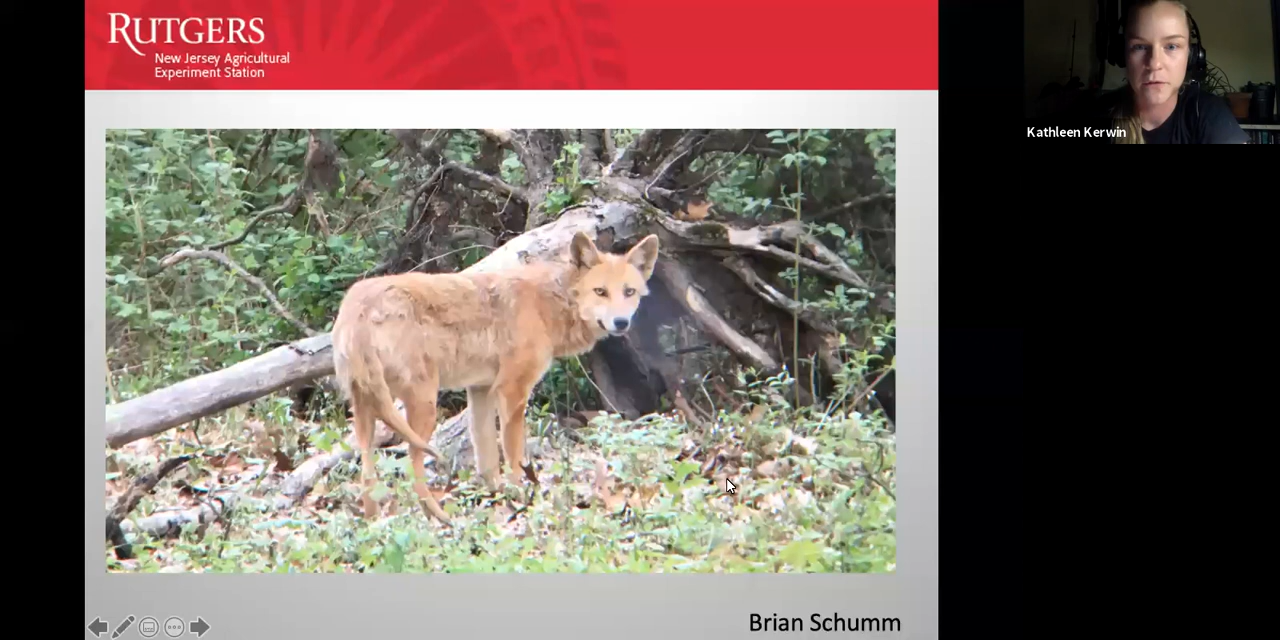 RUTGERS
New Jersey Agricultural
Experiment Station
Kathleen Kerwin
Brian Schumm